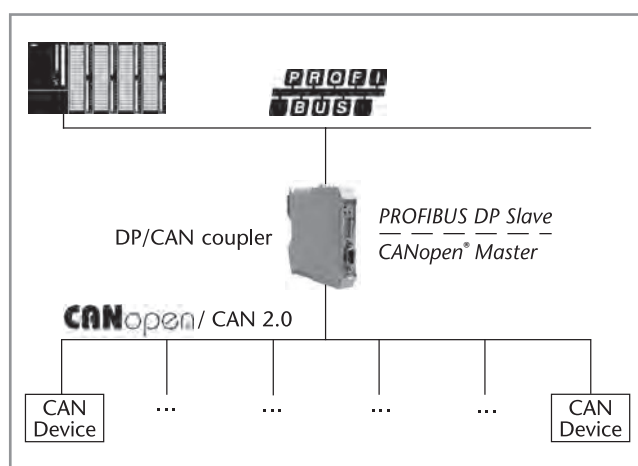 PROFI
BUS
DP/CAN coupler
PROFIBUS DP Slave
CANopen® Master
CANopen / CAN 2.0
CAN
Device
...
...
...
...
CAN
Device